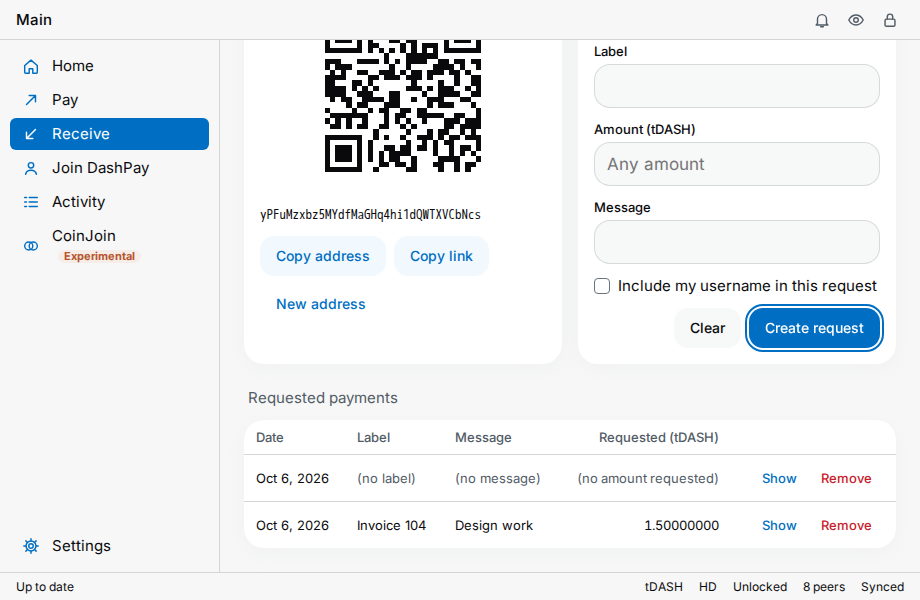 Main
Home
Pay
Receive
Join DashPay
Activity
CoinJoin
Experimental
Settings
yPFuMzxbz5MYdfMaGHq4hi1dQWTXVCbNcs
Copy address
Copy link
New address
Label
Amount (tDASH)
Any amount
Message
Include my username in this request
Clear
Create request
Requested payments
Date Label Message Requested (tDASH)
Oct 6, 2026 (no label) (no message) (no amount requested) Show Remove
Oct 6, 2026 Invoice 104 Design work 1.50000000 Show Remove
Up to date
tDASH HD Unlocked 8 peers Synced